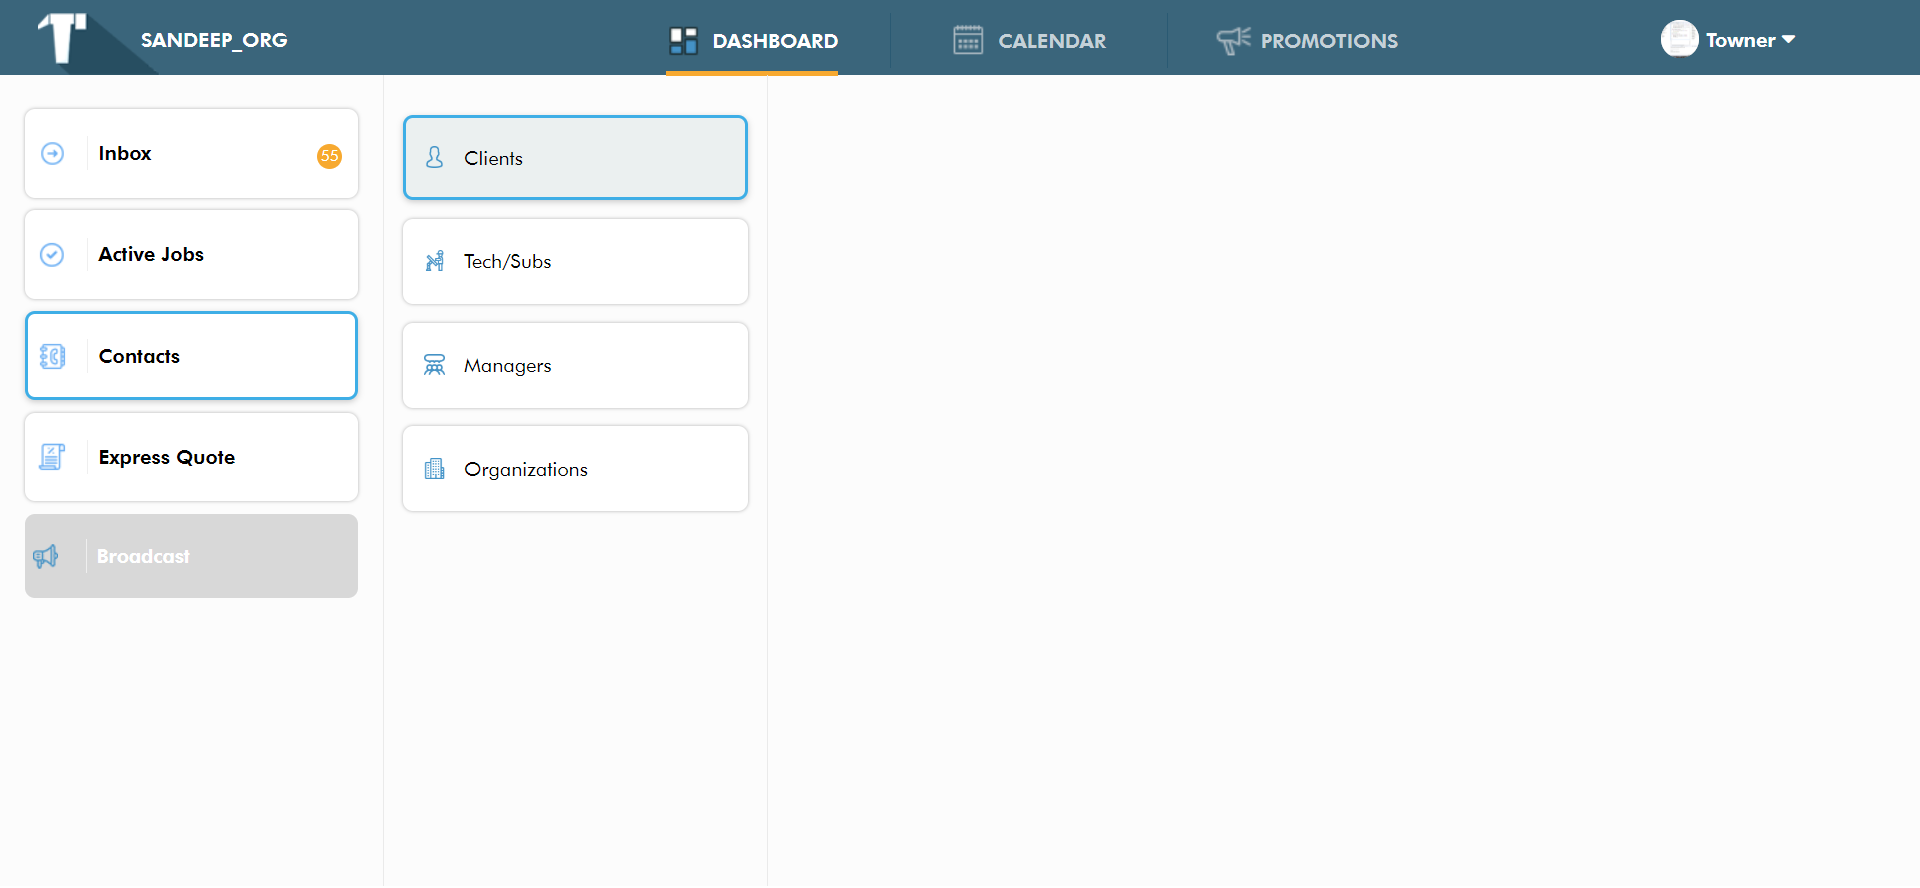 SANDEEP_ORG
DASHBOARD
CALENDAR
PROMOTIONS
Towner
Inbox
55
Active Jobs
Contacts
Express Quote
Broadcast
Clients
Tech/Subs
Managers
Organizations